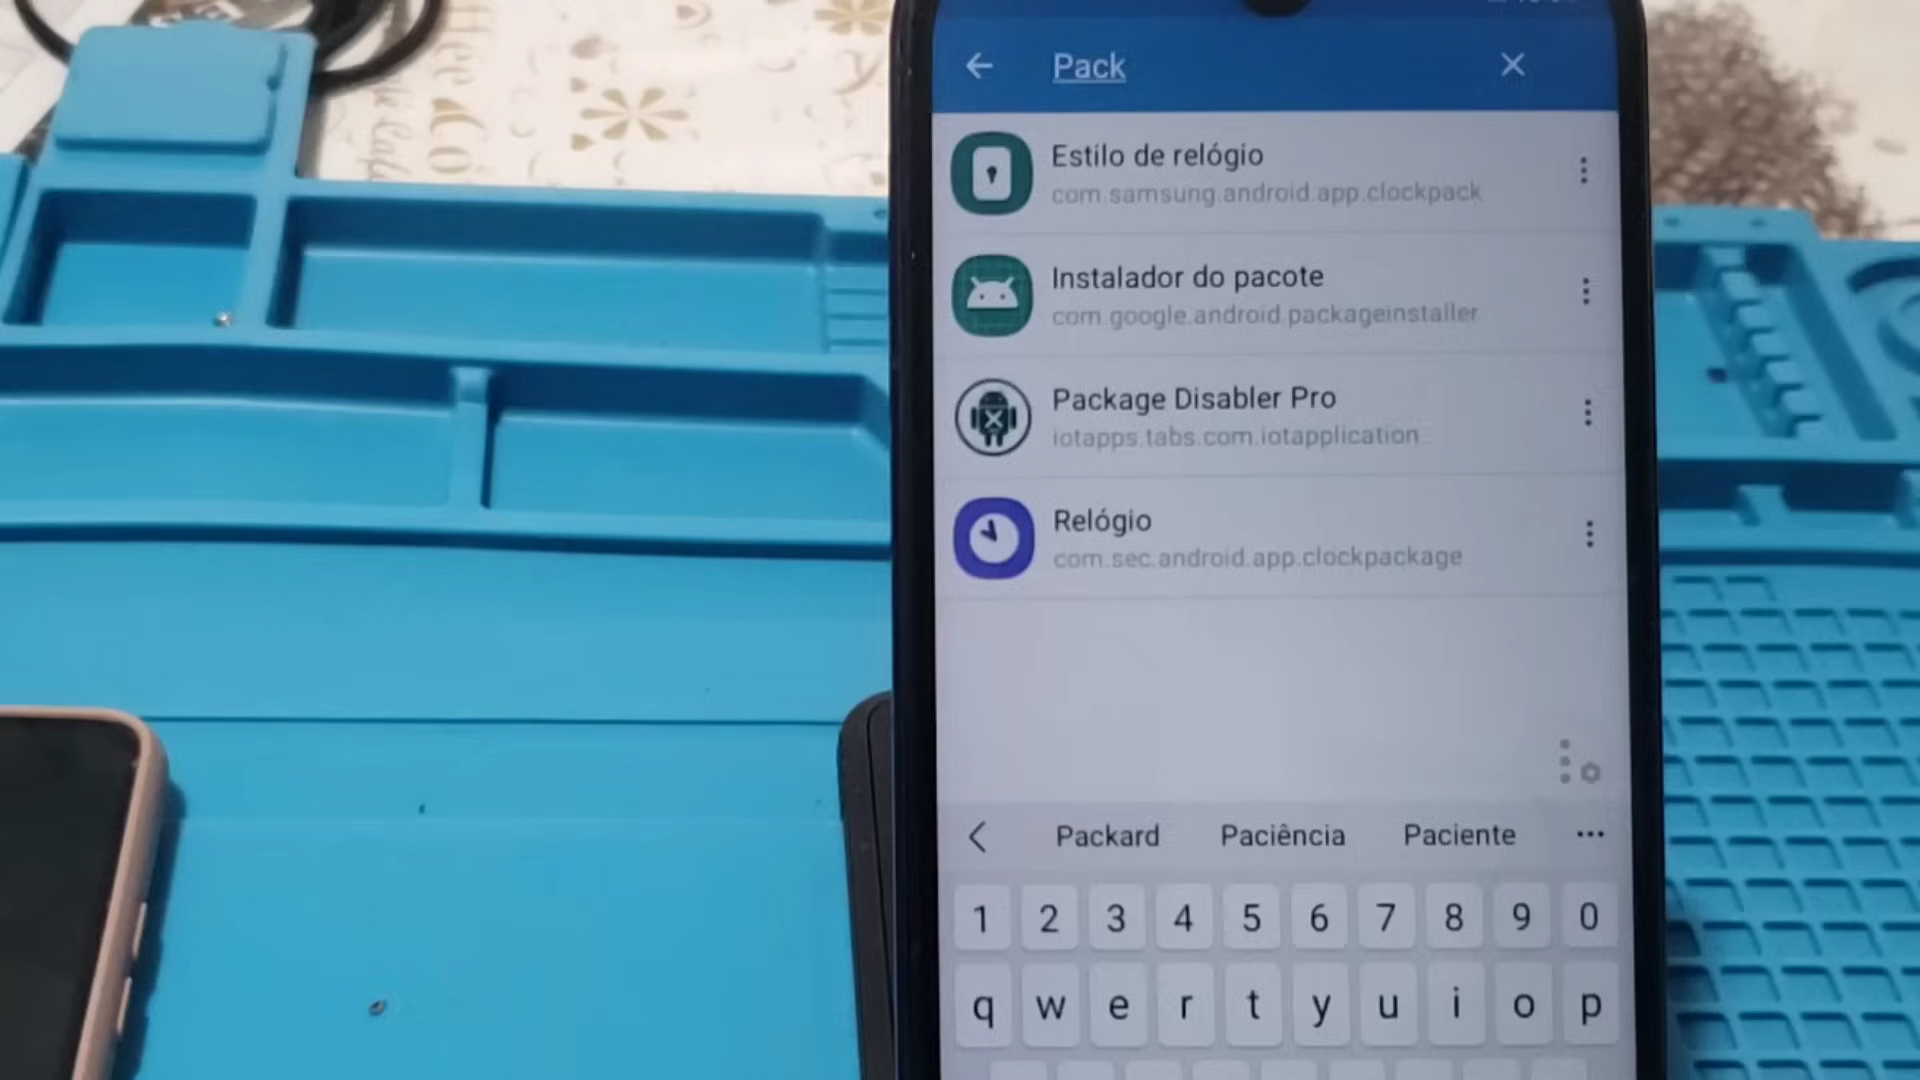 Pack
Estilo de relógio
com.samsung.android.app.clockpack
Instalador do pacote
com.google.android.packageinstaller
Package Disabler Pro
iotapps.tabs.com.iotapplication
Relógio
com.sec.android.app.clockpackage
Packard Paciência Paciente
1 2 3 4 5 6 7 8 9 0
q w e r t y u i o p